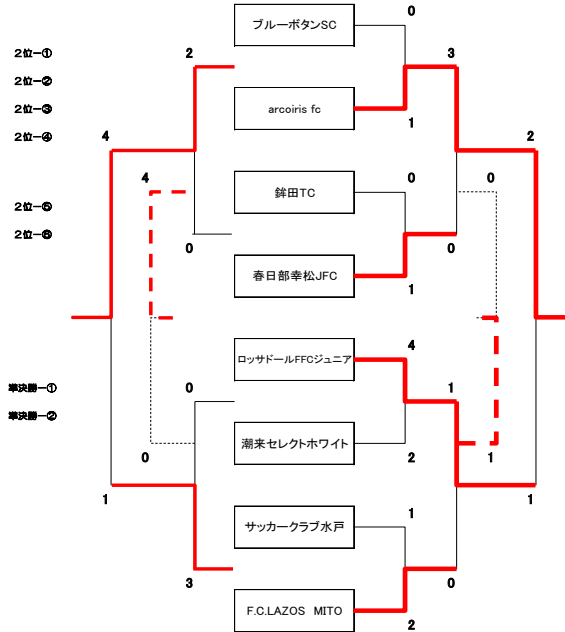 ブルーボタンSC
0
2位ー①
2
3
2位ー②
2位ー③
arcoiris fc
1
2位ー④
4
2
4
鉾田TC
0
0
2位ー⑤
2位ー⑥
0
0
春日部幸松JFC
1
ロッサドールFFCジュニア
4
準決勝ー①
0
1
準決勝ー②
潮来セレクトホワイト
0
2
1
1
サッカークラブ水戸
1
1
3
0
F.C.LAZOS MITO
2